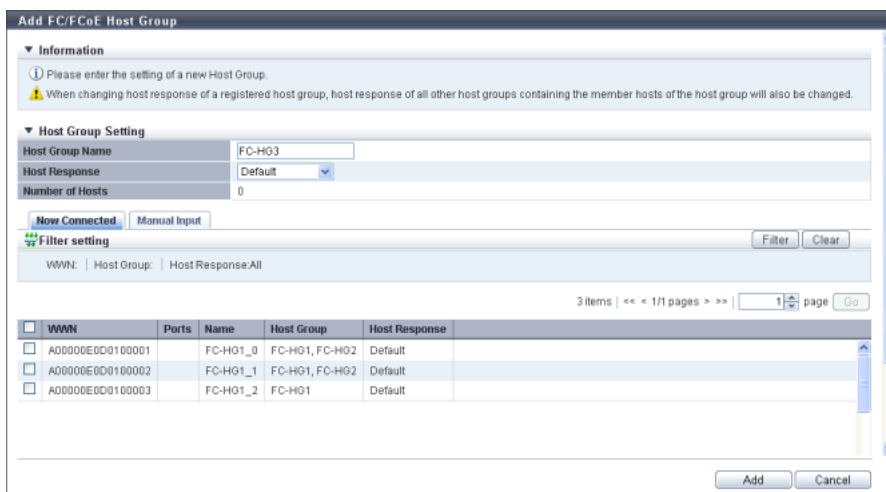 Add FC/FCoE Host Group
Information
Please enter the setting of a new Host Group.
When changing host response of a registered host group, host response of all other host groups containing the member hosts of the host group will also be changed.
Host Group Setting
Host Group Name FC-HG3
Host Response Default
Number of Hosts 0
Now Connected Manual Input
Filter setting Filter Clear
WWN: | Host Group: | Host Response:All
3 items | << < 1/1 pages > >> | 1 page Go
WWN Ports Name Host Group Host Response
A00000E0D0100001 FC-HG1_0 FC-HG1, FC-HG2 Default
A00000E0D0100002 FC-HG1_1 FC-HG1, FC-HG2 Default
A00000E0D0100003 FC-HG1_2 FC-HG1 Default
Add Cancel